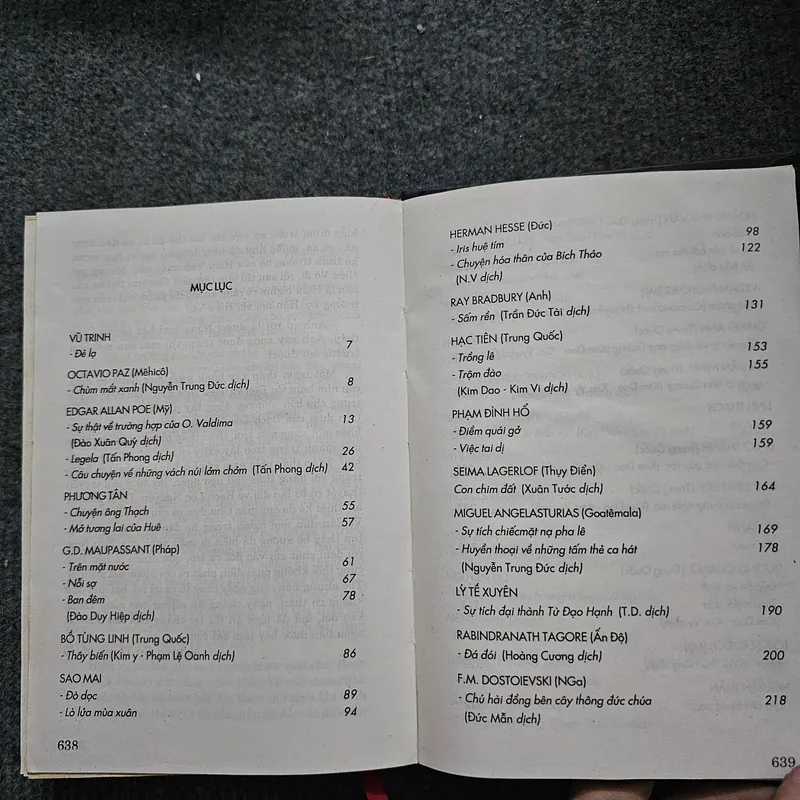 MỤC LỤC
VŨ TRINH
- Đê lạ 7
OCTAVIO PAZ (Mêhicô)
- Chùm mắt xanh (Nguyễn Trung Đức dịch) 8
EDGAR ALLAN POE (Mỹ)
- Sự thật về trường hợp của O. Valdima 13
(Đào Xuân Quý dịch)
- Legela (Tấn Phong dịch) 26
- Câu chuyện về những vách núi lởm chởm (Tấn Phong dịch) 42
PHƯƠNG TÂN
- Chuyện ông Thạch 55
- Mả tương lai của Huê 57
G.D. MAUPASSANT (Pháp)
- Trên mặt nước 61
- Nỗi sợ 67
- Ban đêm 78
(Đào Duy Hiệp dịch)
BỒ TÙNG LINH (Trung Quốc)
- Thây biến (Kim y - Phạm Lệ Oanh dịch) 86
SAO MAI
- Đò dọc 89
- Lò lửa mùa xuân 94
638
HERMAN HESSE (Đức)
- Iris huệ tím 98
- Chuyện hóa thân của Bích Thảo 122
(N.V dịch)
RAY BRADBURY (Anh)
- Sấm rền (Trần Đức Tài dịch) 131
HẠC TIÊN (Trung Quốc)
- Trồng lê 153
- Trộm đào 155
(Kim Dao - Kim Vi dịch)
PHẠM ĐÌNH HỔ
- Điềm quái gở 159
- Việc tai dị 159
SEIMA LAGERLOF (Thụy Điển)
Con chim đất (Xuân Tước dịch) 164
MIGUEL ANGELASTURIAS (Goatêmala)
- Sự tích chiếcmặt nạ pha lê 169
- Huyền thoại về những tấm thẻ ca hát 178
(Nguyễn Trung Đức dịch)
LÝ TẾ XUYÊN
- Sự tích đại thành Từ Đạo Hạnh (T.D. dịch) 190
RABINDRANATH TAGORE (Ấn Độ)
- Đá đói (Hoàng Cương dịch) 200
F.M. DOSTOIEVSKI (NGa)
- Chú hài đồng bên cây thông đức chúa 218
(Đức Mẫn dịch)
639